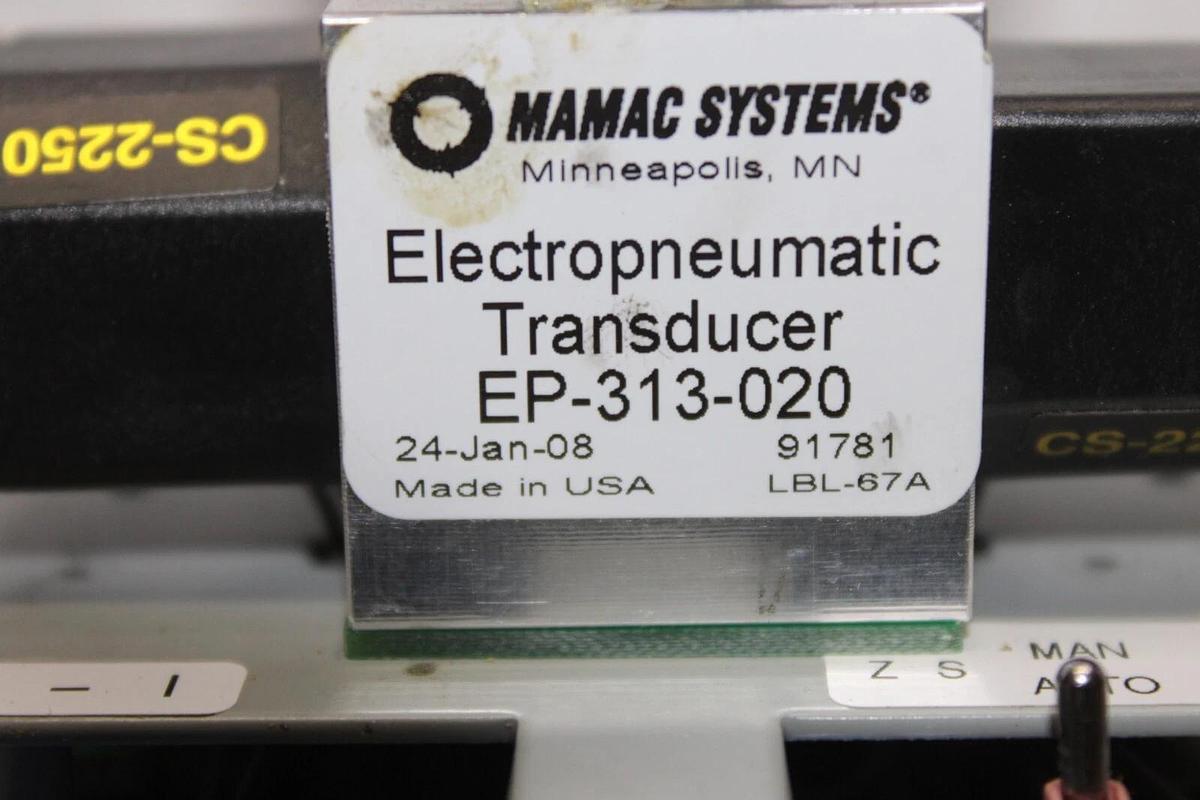 CS-2250
MAMAC SYSTEMS®
Minneapolis, MN
Electropneumatic
Transducer
EP-313-020
24-Jan-08 91781
Made in USA LBL-67A
Z S MAN